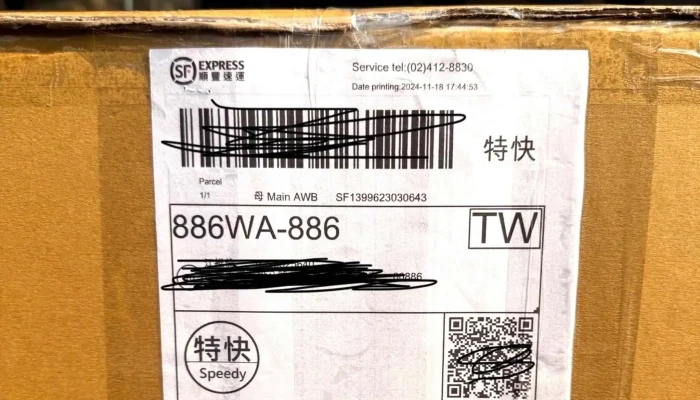 SF EXPRESS
順豐速運
Service tel:(02)412-8830
Date printing:2024-11-18 17:44:53
特快
Parcel
1/1
母 Main AWB SF1399623030643
886WA-886
TW
特快
Speedy